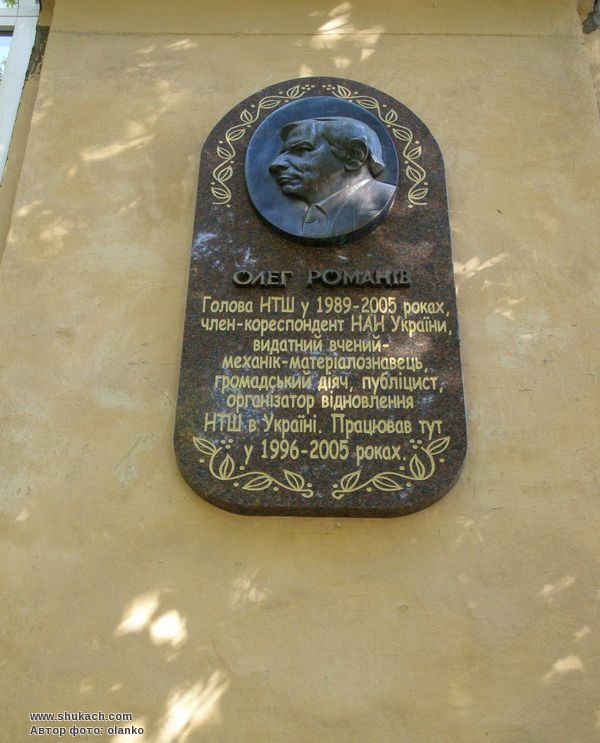 ОЛЕГ РОМАНІВ
Голова НТШ у 1989-2005 роках,
член-кореспондент НАН України,
видатний вчений-
механік-матеріалознавець,
громадський діяч, публіцист,
організатор відновлення
НТШ в Україні. Працював тут
у 1996-2005 роках.
www.shukach.com
Автор фото: olanko